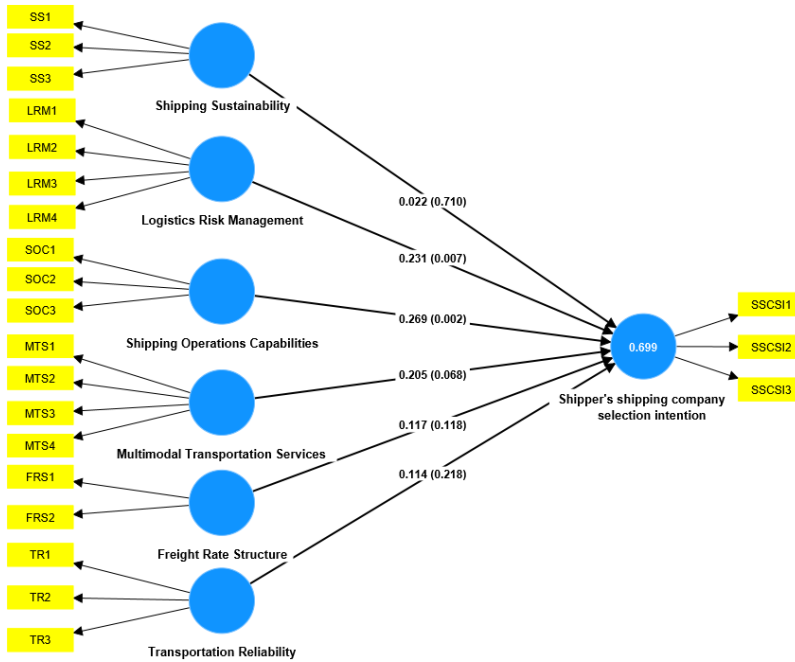 SS1
SS2
SS3
Shipping Sustainability
LRM1
LRM2
LRM3
LRM4
Logistics Risk Management
SOC1
SOC2
SOC3
Shipping Operations Capabilities
MTS1
MTS2
MTS3
MTS4
Multimodal Transportation Services
FRS1
FRS2
Freight Rate Structure
TR1
TR2
TR3
Transportation Reliability
0.022 (0.710)
0.231 (0.007)
0.269 (0.002)
0.205 (0.068)
0.117 (0.118)
0.114 (0.218)
0.699
Shipper's shipping company
selection intention
SSCSI1
SSCSI2
SSCSI3